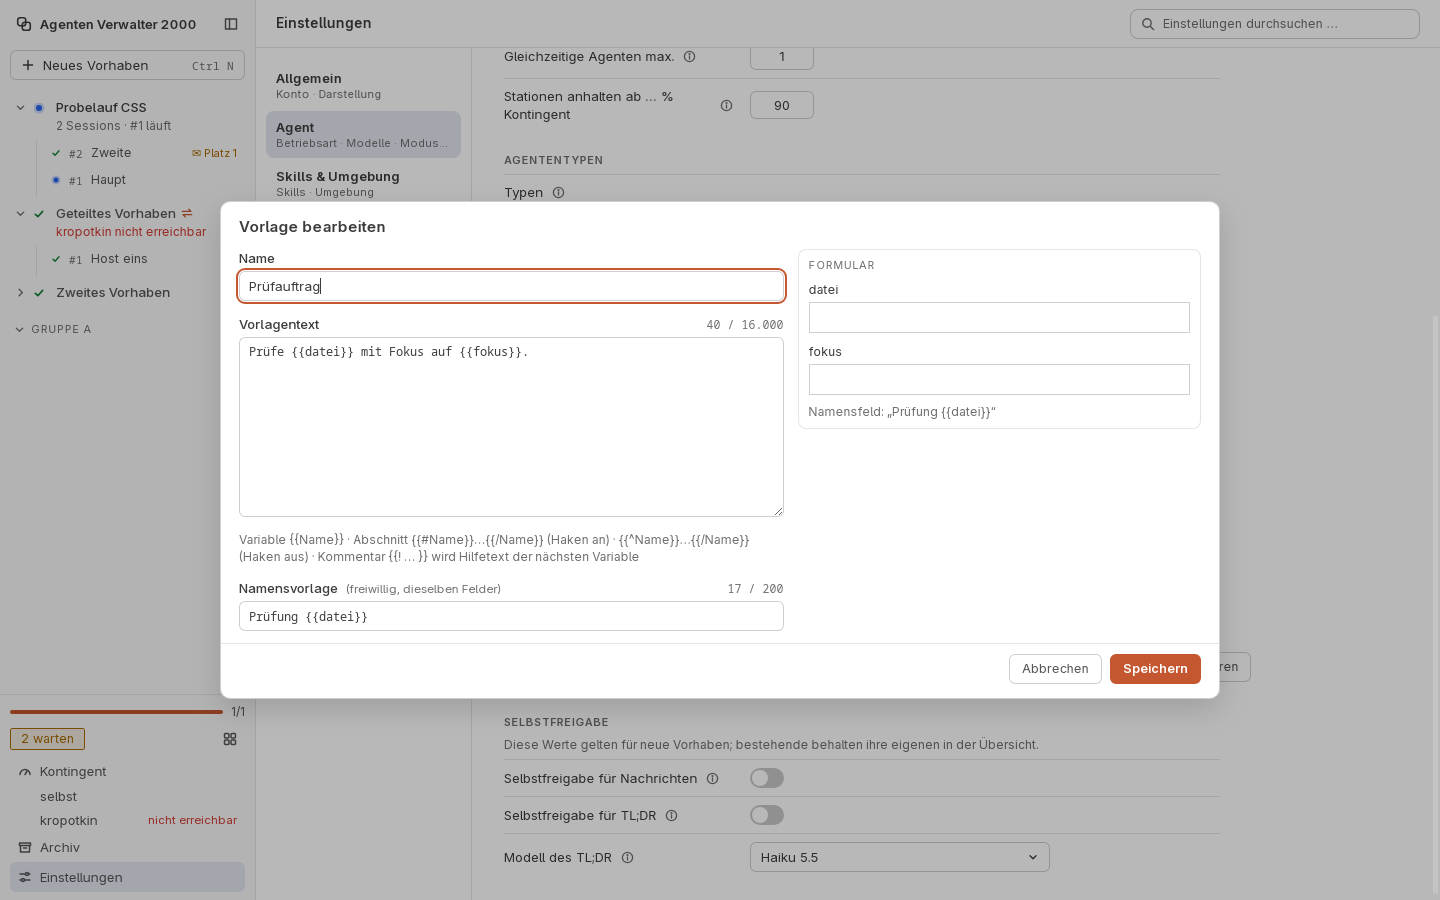 Agenten Verwalter 2000
Neues Vorhaben Ctrl N
Probelauf CSS
2 Sessions · #1 läuft
#2 Zweite ✉ Platz 1
#1 Haupt
Geteiltes Vorhaben ⇌
kropotkin nicht erreichbar
#1 Host eins
Zweites Vorhaben
GRUPPE A
1/1
2 warten
Kontingent
selbst
kropotkin nicht erreichbar
Archiv
Einstellungen
Einstellungen
Einstellungen durchsuchen …
Allgemein
Konto · Darstellung
Agent
Betriebsart · Modelle · Modus…
Skills & Umgebung
Skills · Umgebung
Gleichzeitige Agenten max. 1
Stationen anhalten ab … %
Kontingent
90
AGENTENTYPEN
Typen
Vorlage bearbeiten
Name
Prüfauftrag
Vorlagentext 40 / 16.000
Prüfe {{datei}} mit Fokus auf {{fokus}}.
Variable {{Name}} · Abschnitt {{#Name}}…{{/Name}} (Haken an) · {{^Name}}…{{/Name}}
(Haken aus) · Kommentar {{! … }} wird Hilfetext der nächsten Variable
Namensvorlage (freiwillig, dieselben Felder) 17 / 200
Prüfung {{datei}}
FORMULAR
datei
fokus
Namensfeld: „Prüfung {{datei}}“
Abbrechen
Speichern
ren
SELBSTFREIGABE
Diese Werte gelten für neue Vorhaben; bestehende behalten ihre eigenen in der Übersicht.
Selbstfreigabe für Nachrichten
Selbstfreigabe für TL;DR
Modell des TL;DR Haiku 5.5